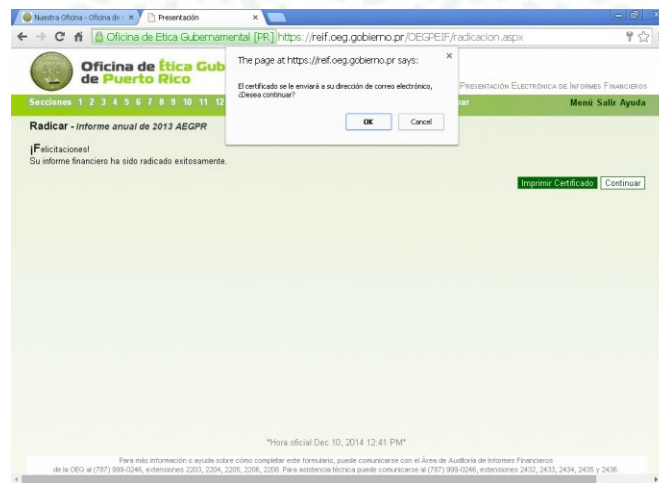 Nuestra Oficina - Oficina de
Presentación
Oficina de Etica Gubernamental [PR] https://reif.oeg.gobierno.pr/OEGPEIF/radicacion.aspx
Oficina de Ética Gub
de Puerto Rico
The page at https://reif.oeg.gobierno.pr says:
El certificado se le enviará a su dirección de correo electrónico,
¿Desea continuar?
OK Cancel
PRESENTACIÓN ELECTRÓNICA DE INFORMES FINANCIEROS
Secciones 1 2 3 4 5 6 7 8 9 10 11 12
Menú Salir Ayuda
Radicar - Informe anual de 2013 AEGPR
¡Felicitaciones!
Su informe financiero ha sido radicado exitosamente.
Imprimir Certificado Continuar
*Hora oficial:Dec 10, 2014 12:41 PM*
Para más información o ayuda sobre cómo completar este formulario, puede comunicarse con el Área de Auditoría de Informes Financieros
de la OEG al (787) 999-0246, extensiones 2203, 2204, 2205, 2206, 2208. Para asistencia técnica puede comunicarse al (787) 999-0246, extensiones 2432, 2433, 2434, 2435 y 2436.